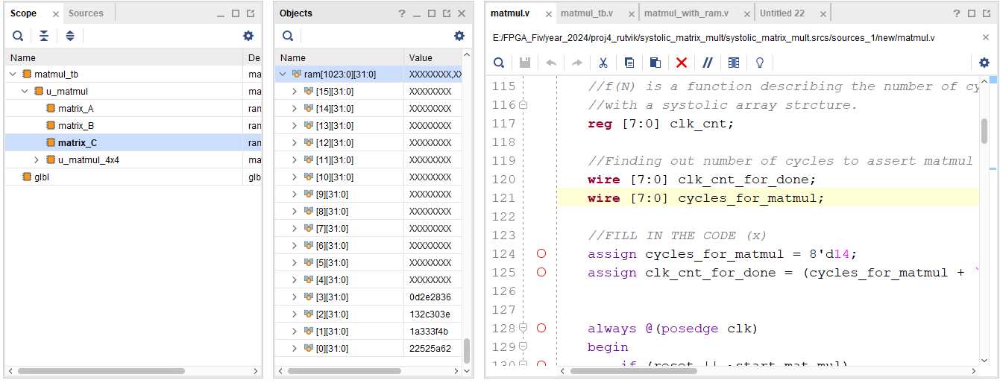 Scope
Sources
Name
De
matmul_tb
ma
u_matmul
ma
matrix_A
ran
matrix_B
ran
matrix_C
ran
u_matmul_4x4
ma
glbl
glb
Objects
Name Value
ram[1023:0][31:0] XXXXXXXX,XX
[15][31:0] XXXXXXXX
[14][31:0] XXXXXXXX
[13][31:0] XXXXXXXX
[12][31:0] XXXXXXXX
[11][31:0] XXXXXXXX
[10][31:0] XXXXXXXX
[9][31:0] XXXXXXXX
[8][31:0] XXXXXXXX
[7][31:0] XXXXXXXX
[6][31:0] XXXXXXXX
[5][31:0] XXXXXXXX
[4][31:0] XXXXXXXX
[3][31:0] 0d2e2836
[2][31:0] 132c303e
[1][31:0] 1a333f4b
[0][31:0] 22525a62
matmul.v
matmul_tb.v
matmul_with_ram.v
Untitled 22
E:/FPGA_Fiv/year_2024/proj4_rutvik/systolic_matrix_mult/systolic_matrix_mult.srcs/sources_1/new/matmul.v
115 //f(N) is a function describing the number of cy
116 //with a systolic array strcture.
117 reg [7:0] clk_cnt;
118
119 //Finding out number of cycles to assert matmul
120 wire [7:0] clk_cnt_for_done;
121 wire [7:0] cycles_for_matmul;
122
123 //FILL IN THE CODE (x)
124 assign cycles_for_matmul = 8'd14;
125 assign clk_cnt_for_done = (cycles_for_matmul + `
126
127
128 always @(posedge clk)
129 begin
130 if (reset || ~start_mat_mul)